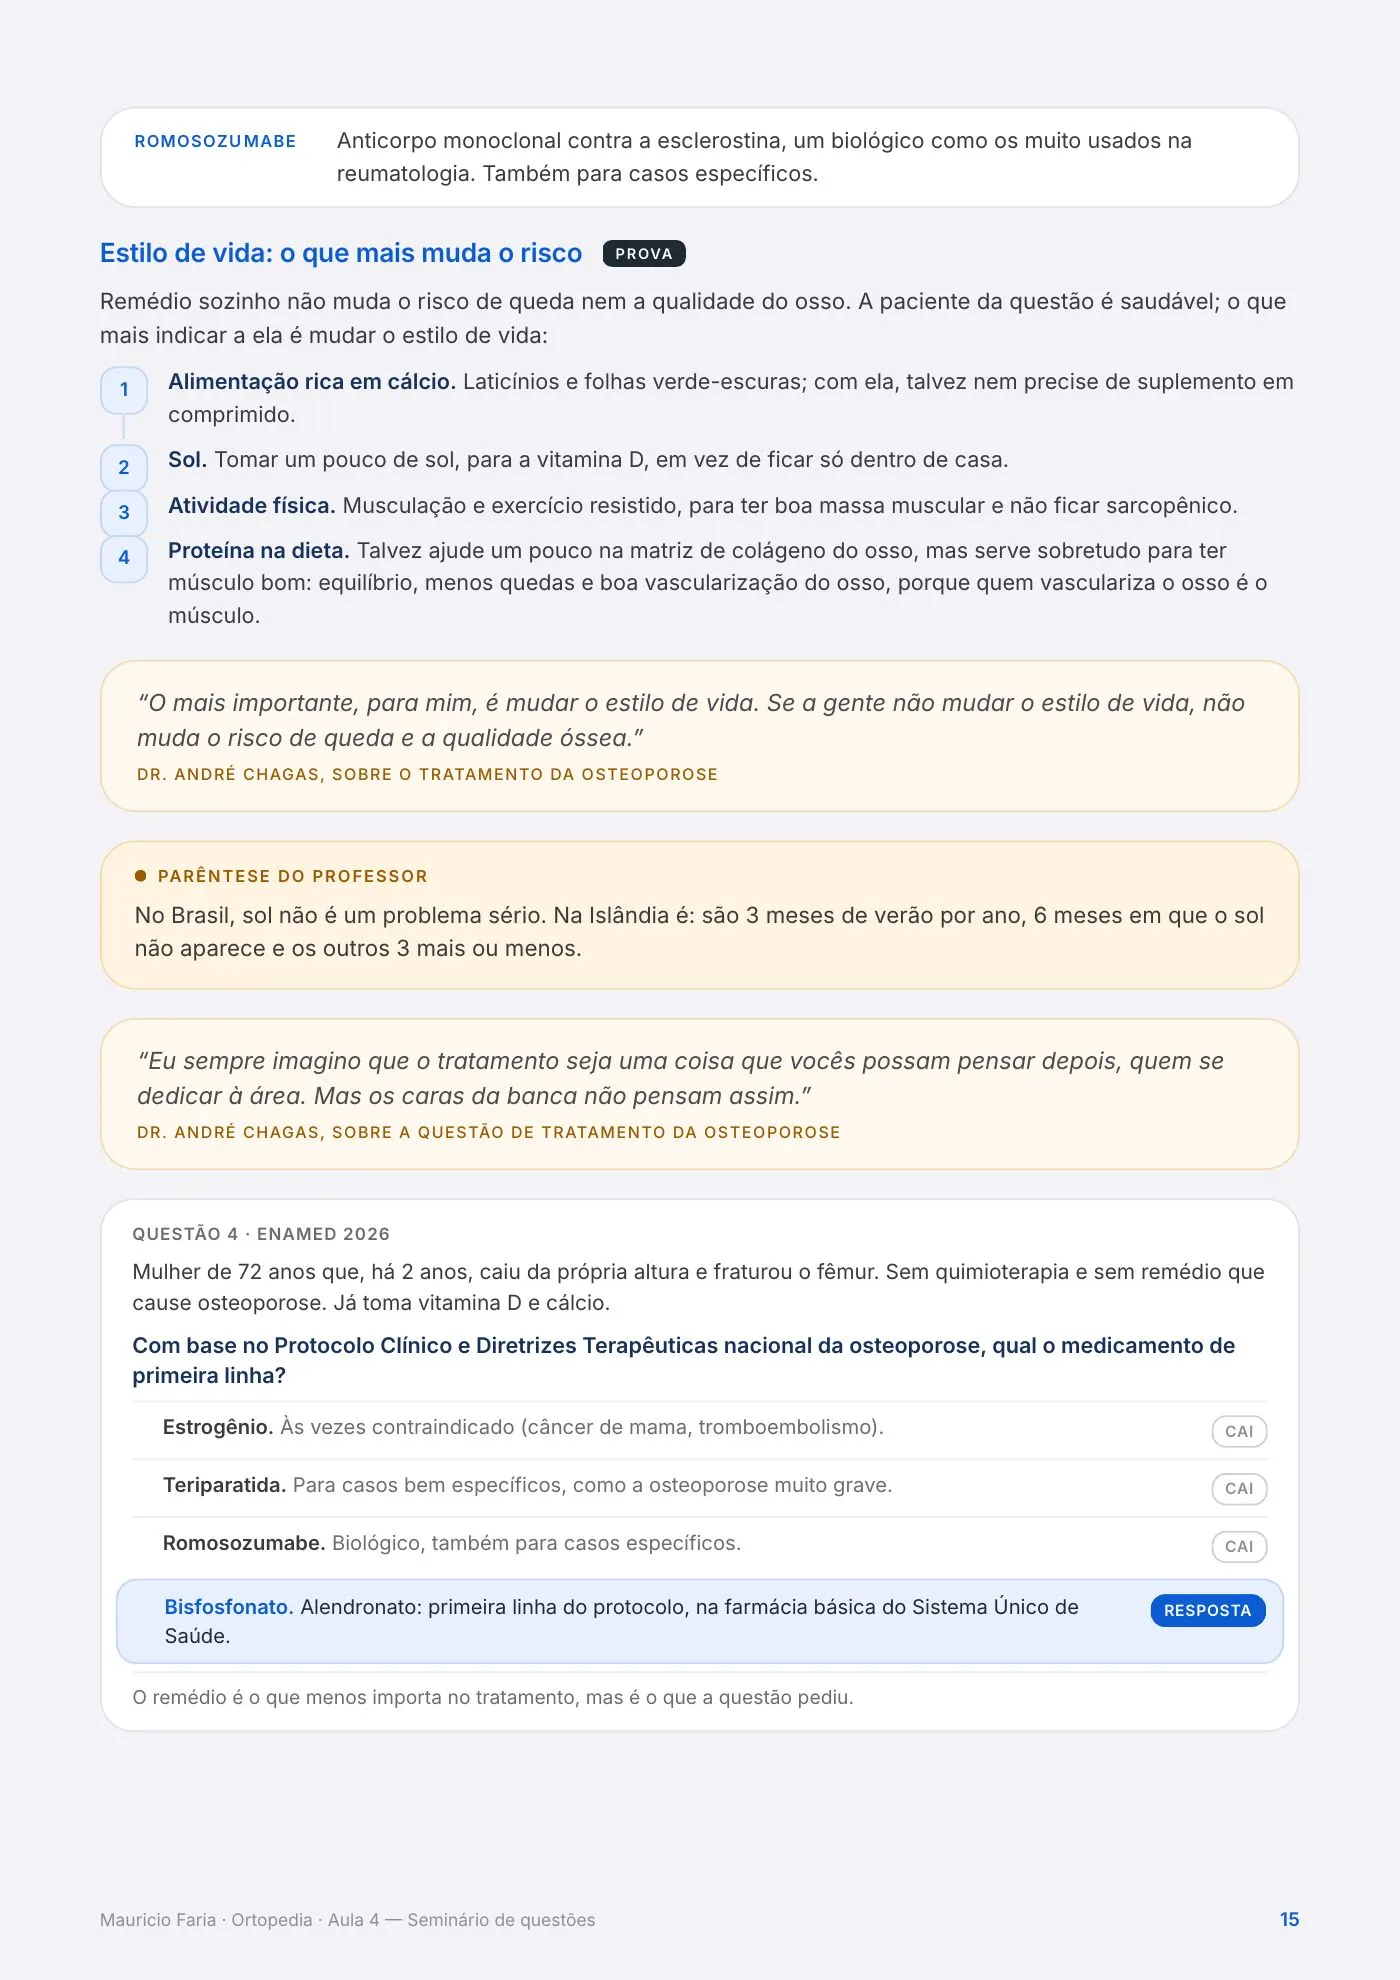 ROMOSOZUMABE Anticorpo monoclonal contra a esclerostina, um biológico como os muito usados na
reumatologia. Também para casos específicos.
Estilo de vida: o que mais muda o risco PROVA
Remédio sozinho não muda o risco de queda nem a qualidade do osso. A paciente da questão é saudável; o que
mais indicar a ela é mudar o estilo de vida:
1 Alimentação rica em cálcio. Laticínios e folhas verde-escuras; com ela, talvez nem precise de suplemento em
comprimido.
2 Sol. Tomar um pouco de sol, para a vitamina D, em vez de ficar só dentro de casa.
3 Atividade física. Musculação e exercício resistido, para ter boa massa muscular e não ficar sarcopênico.
4 Proteína na dieta. Talvez ajude um pouco na matriz de colágeno do osso, mas serve sobretudo para ter
músculo bom: equilíbrio, menos quedas e boa vascularização do osso, porque quem vasculariza o osso é o
músculo.
“O mais importante, para mim, é mudar o estilo de vida. Se a gente não mudar o estilo de vida, não
muda o risco de queda e a qualidade óssea.”
DR. ANDRÉ CHAGAS, SOBRE O TRATAMENTO DA OSTEOPOROSE
PARÊNTESE DO PROFESSOR
No Brasil, sol não é um problema sério. Na Islândia é: são 3 meses de verão por ano, 6 meses em que o sol
não aparece e os outros 3 mais ou menos.
“Eu sempre imagino que o tratamento seja uma coisa que vocês possam pensar depois, quem se
dedicar à área. Mas os caras da banca não pensam assim.”
DR. ANDRÉ CHAGAS, SOBRE A QUESTÃO DE TRATAMENTO DA OSTEOPOROSE
QUESTÃO 4 · ENAMED 2026
Mulher de 72 anos que, há 2 anos, caiu da própria altura e fraturou o fêmur. Sem quimioterapia e sem remédio que
cause osteoporose. Já toma vitamina D e cálcio.
Com base no Protocolo Clínico e Diretrizes Terapêuticas nacional da osteoporose, qual o medicamento de
primeira linha?
Estrogênio. Às vezes contraindicado (câncer de mama, tromboembolismo). CAI
Teriparatida. Para casos bem específicos, como a osteoporose muito grave. CAI
Romosozumabe. Biológico, também para casos específicos. CAI
Bisfosfonato. Alendronato: primeira linha do protocolo, na farmácia básica do Sistema Único de RESPOSTA
Saúde.
O remédio é o que menos importa no tratamento, mas é o que a questão pediu.
Mauricio Faria · Ortopedia · Aula 4 — Seminário de questões 15